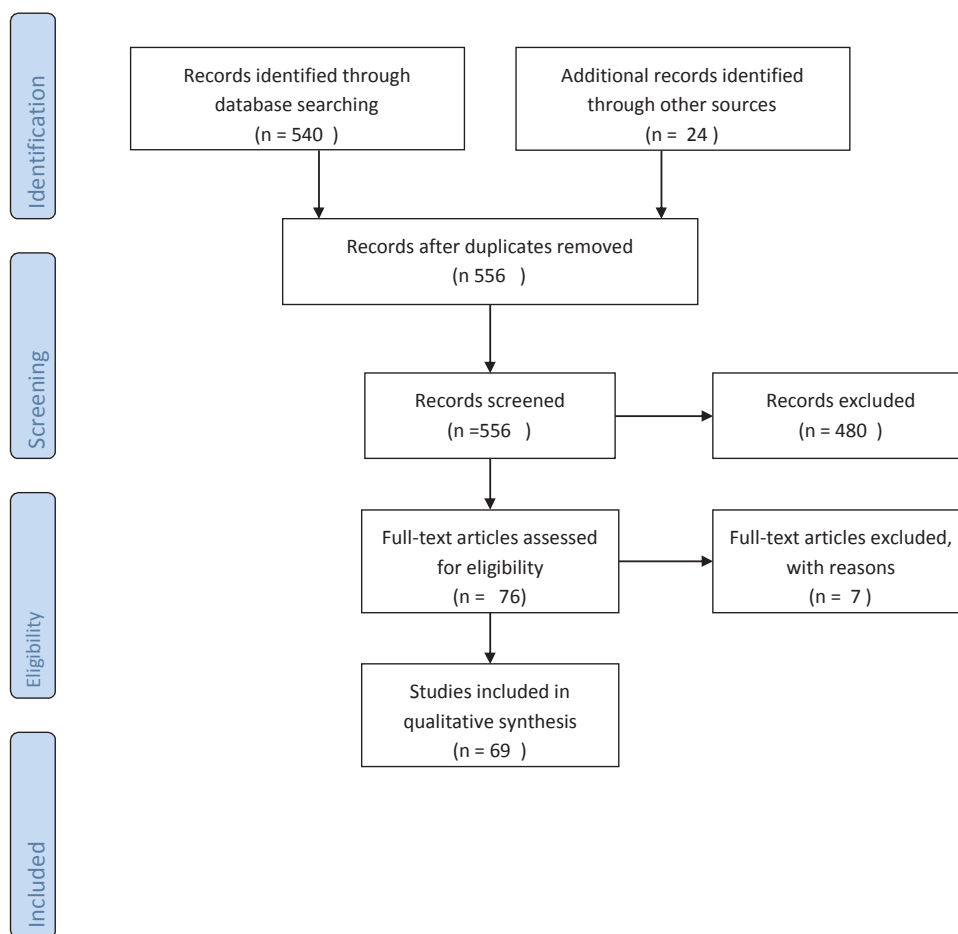 Identification
Records identified through
database searching
(n = 540  )
Additional records identified
through other sources
(n =  24 )
Screening
Records after duplicates removed
(n 556  )
Records screened
(n =556  )
Records excluded
(n = 480  )
Eligibility
Full-text articles assessed
for eligibility
(n =  76)
Full-text articles excluded,
with reasons
(n =  7 )
Included
Studies included in
qualitative synthesis
(n = 69  )